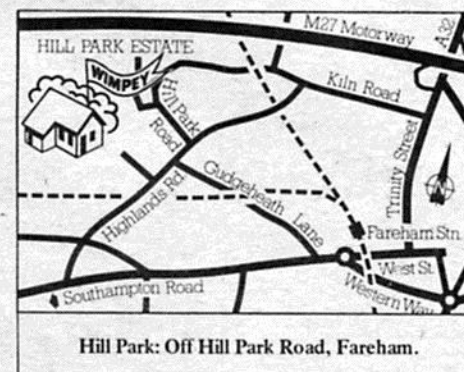 M27 Motorway
A32
HILL PARK ESTATE
WIMPEY
Hill Park
Road
Kiln Road
Trinity Street
N
Gudgeheath Lane
Highlands Rd.
Fareham Stn.
West St.
Western Way
Southampton Road
Hill Park: Off Hill Park Road, Fareham.